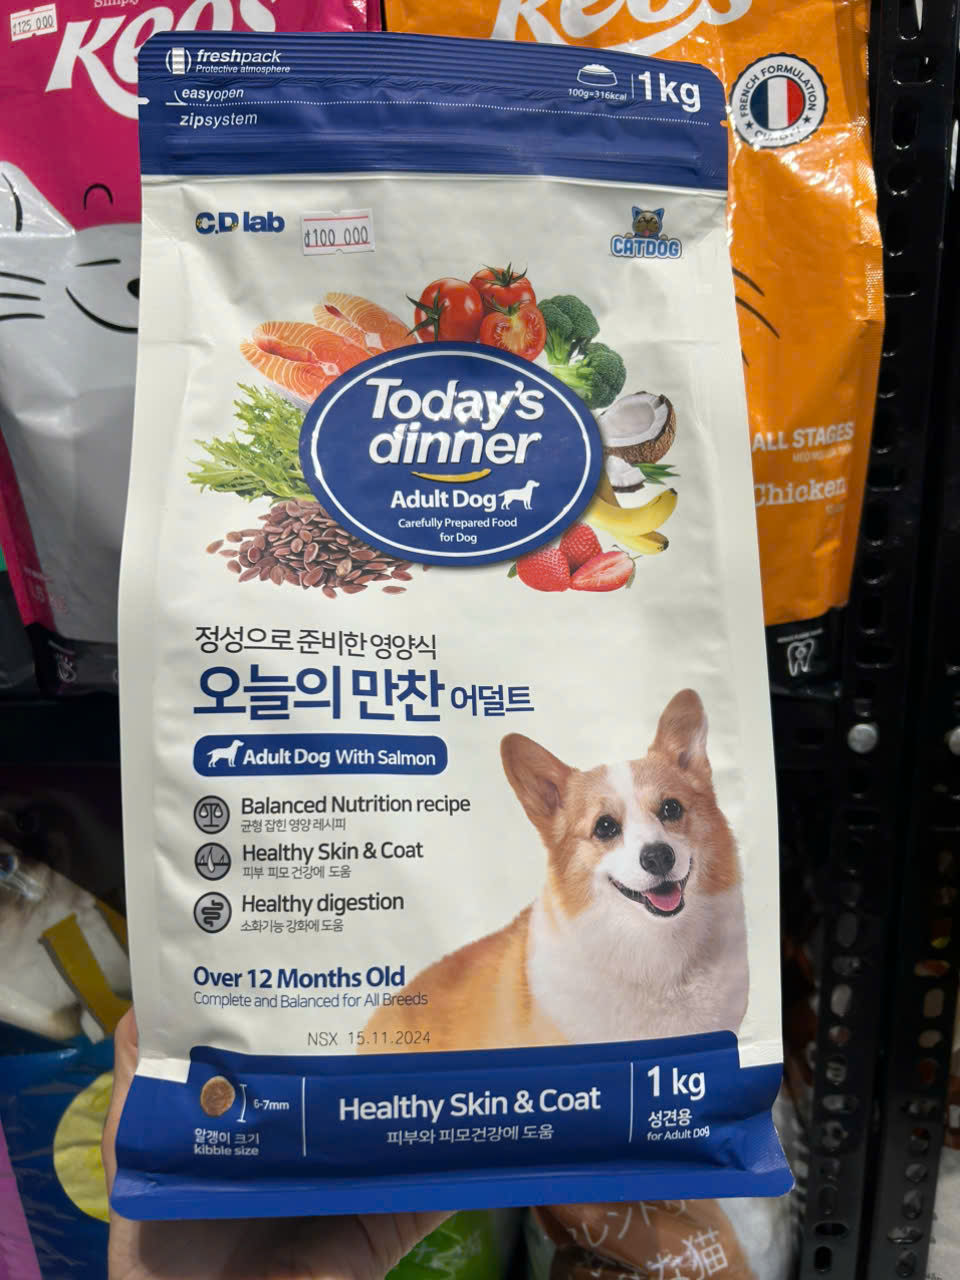 ₫125 000
Simply
Keos
Keos
FRENCH FORMULATION
ALL STAGES
Chicken
freshpack
Protective atmosphere
easyopen
zipsystem
100g=316kcal
1kg
C.D lab
₫100 000
CATDOG
Today's
dinner
Adult Dog
Carefully Prepared Food
for Dog
정성으로 준비한 영양식
오늘의 만찬 어덜트
Adult Dog With Salmon
Balanced Nutrition recipe
균형 잡힌 영양 레시피
Healthy Skin & Coat
피부 피모 건강에 도움
Healthy digestion
소화기능 강화에 도움
Over 12 Months Old
Complete and Balanced for All Breeds
NSX 15.11.2024
6-7mm
알갱이 크기
kibble size
Healthy Skin & Coat
피부와 피모건강에 도움
1 kg
성견용
for Adult Dog
猫